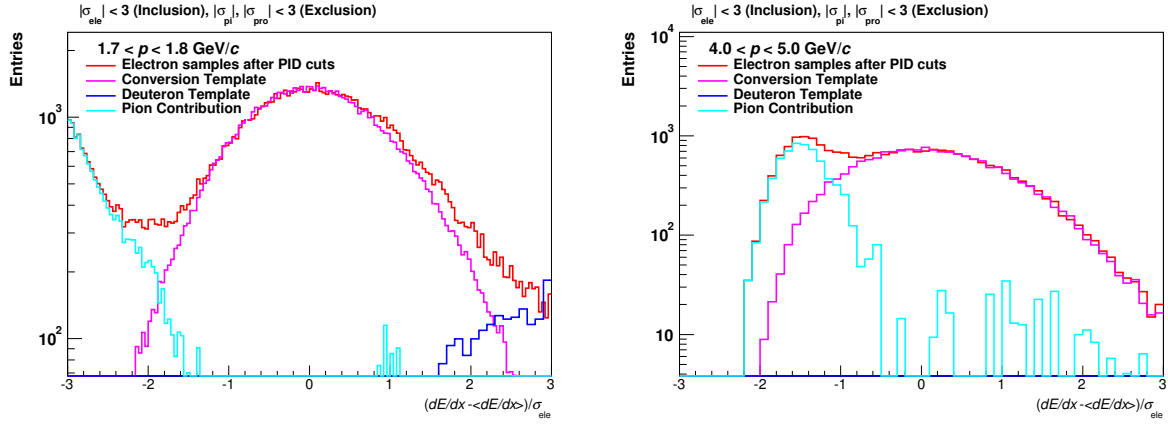 |σele| < 3 (Inclusion), |σpi|, |σpro| < 3 (Exclusion)
Entries
1.7 < p < 1.8 GeV/c
Electron samples after PID cuts
Conversion Template
Deuteron Template
Pion Contribution
10³
10²
-3 -2 -1 0 1 2 3
(dE/dx -<dE/dx>)/σele
|σele| < 3 (Inclusion), |σpi|, |σpro| < 3 (Exclusion)
Entries
4.0 < p < 5.0 GeV/c
Electron samples after PID cuts
Conversion Template
Deuteron Template
Pion Contribution
10⁴
10³
10²
10
-3 -2 -1 0 1 2 3
(dE/dx -<dE/dx>)/σele